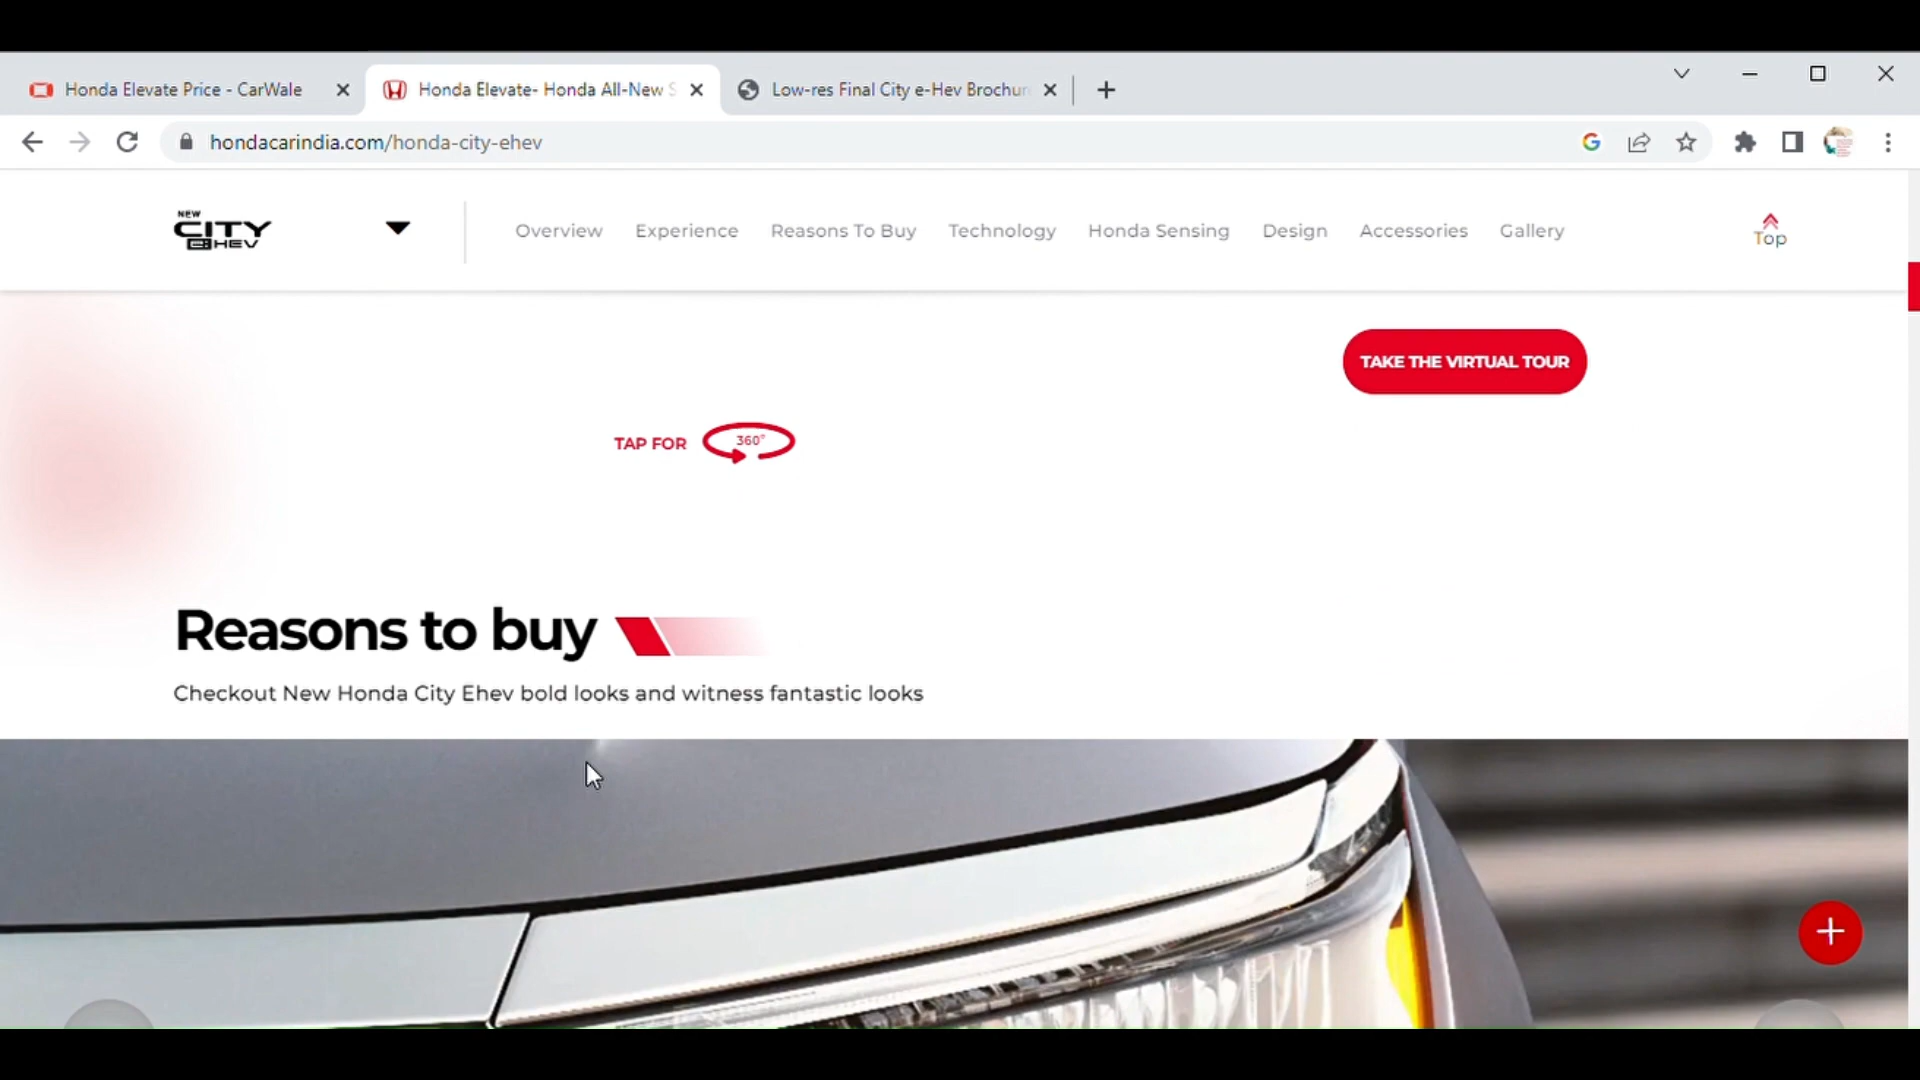 Honda Elevate Price - CarWale
Honda Elevate- Honda All-New S
Low-res Final City e-Hev Brochur
hondacarindia.com/honda-city-ehev
NEW
CITY
e:HEV
Overview
Experience
Reasons To Buy
Technology
Honda Sensing
Design
Accessories
Gallery
Top
TAKE THE VIRTUAL TOUR
TAP FOR
360°
Reasons to buy
Checkout New Honda City Ehev bold looks and witness fantastic looks